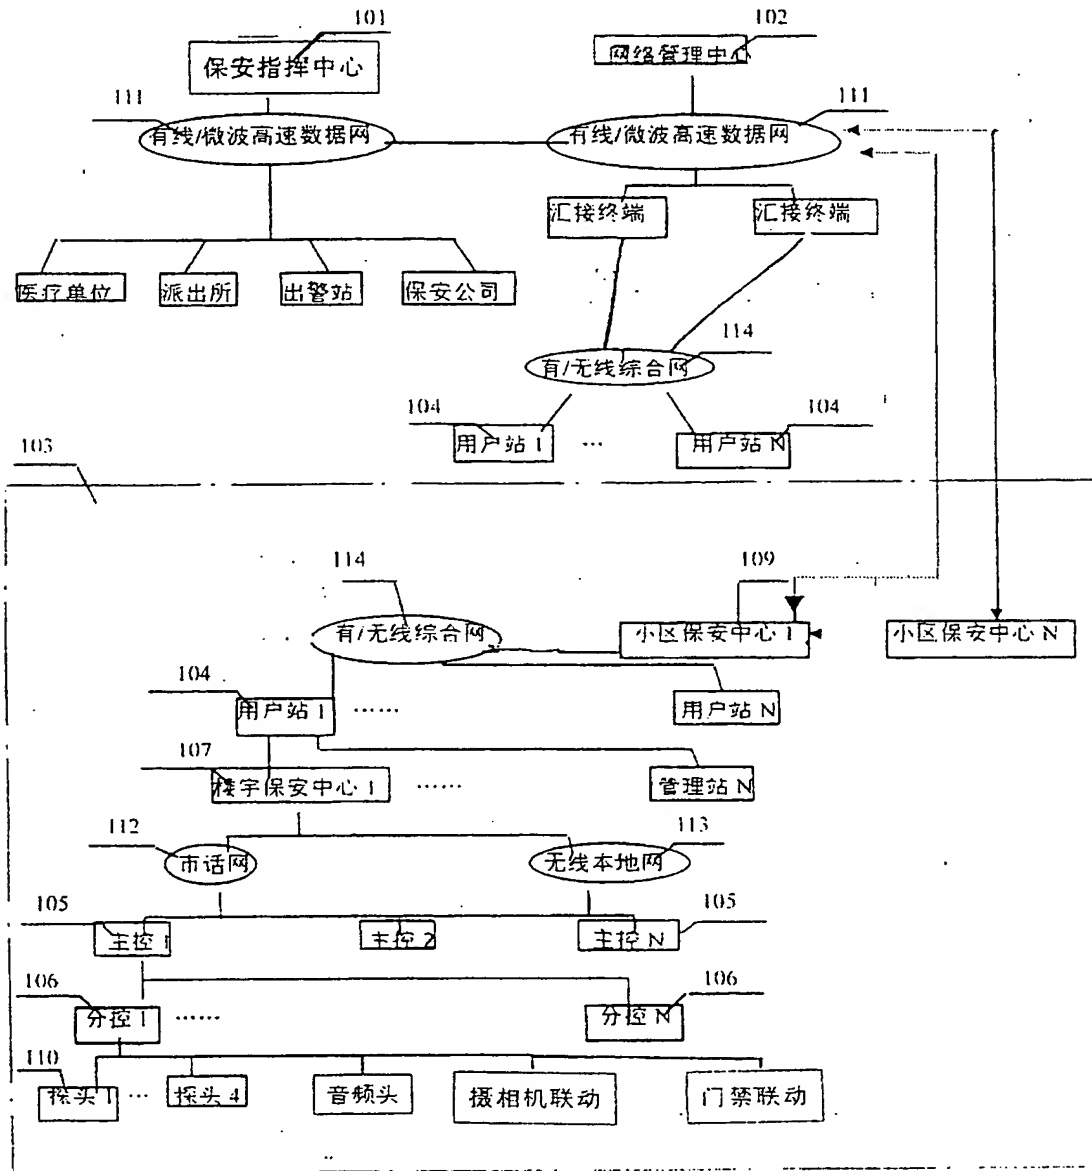 101
102
保安指挥中心
网络管理中心
111
111
有线/微波高速数据网
有线/微波高速数据网
汇接终端
汇接终端
医疗单位
派出所
出警站
保安公司
114
有/无线综合网
104
104
用户站 1
…
用户站 N
103
114
109
有/无线综合网
小区保安中心 1
小区保安中心 N
104
用户站 1
……
用户站 N
107
楼宇保安中心 1
……
管理站 N
112
113
市话网
无线本地网
105
105
主控 1
主控 2
主控 N
106
106
分控 1
……
分控 N
110
探头 1
…
探头 4
音频头
摄相机联动
门禁联动